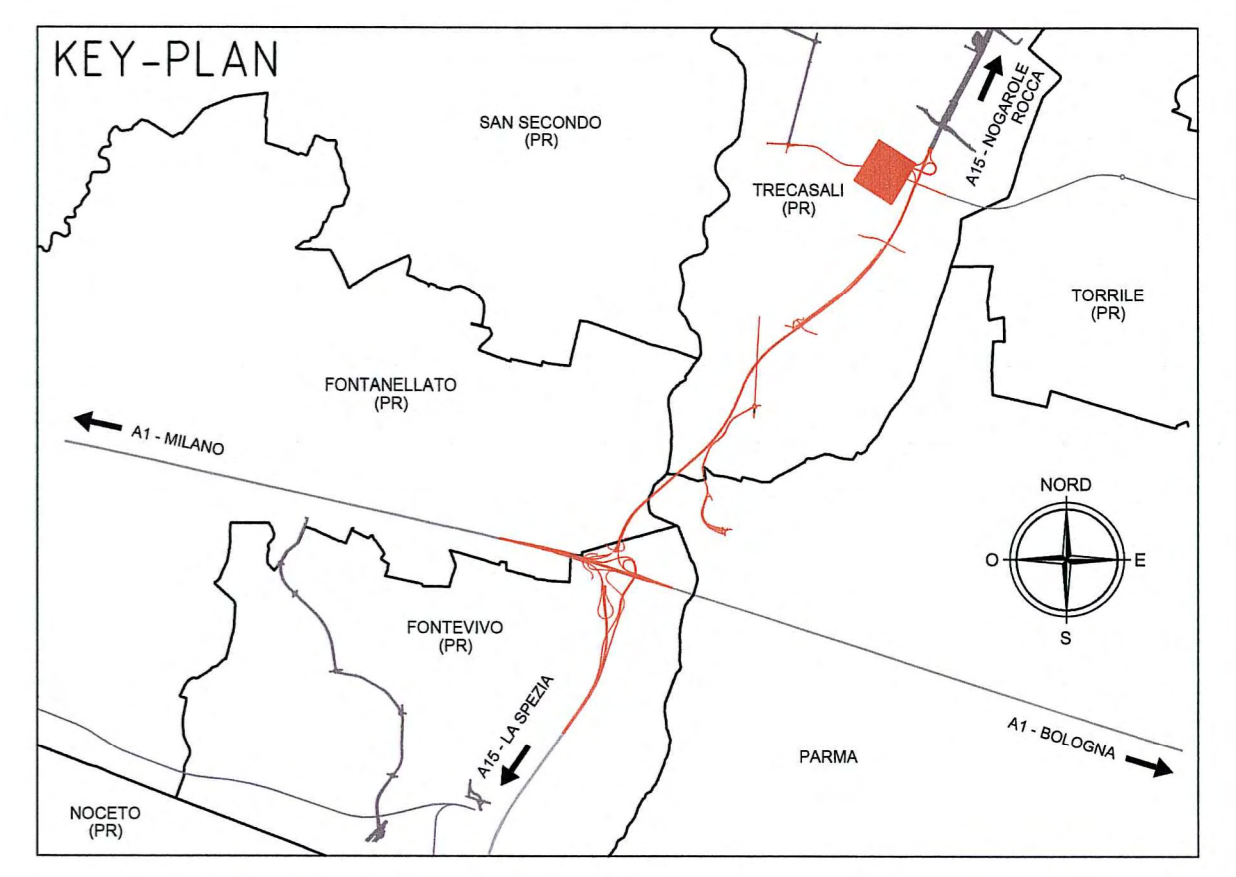 KEY-PLAN
SAN SECONDO
(PR)
A15 - NOGAROLE
ROCCA
TRECASALI
(PR)
TORRILE
(PR)
FONTANELLATO
(PR)
A1 - MILANO
NORD
O
E
S
FONTEVIVO
(PR)
A15 - LA SPEZIA
A1 - BOLOGNA
PARMA
NOCETO
(PR)